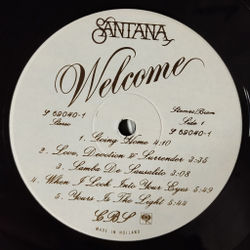 SANTANA
Welcome
S 69040-1
Stereo
Stamos/Brien
Side 1
S 69040-1
1. Going Home 4:10
2. Love, Devotion & Surrender 3:35
3. Samba De Sausalito 3:08
4. When I Look Into Your Eyes 5:49
5. Yours Is The Light 5:44
CBS
MADE IN HOLLAND